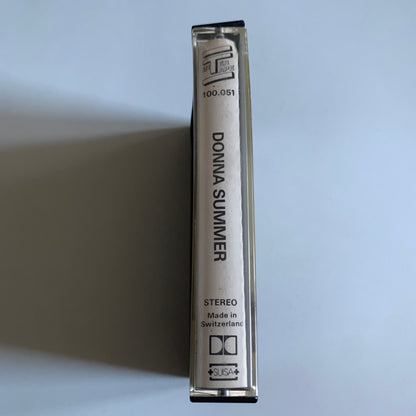 100.051
DONNA SUMMER
STEREO
Made in
Switzerland
SUISA